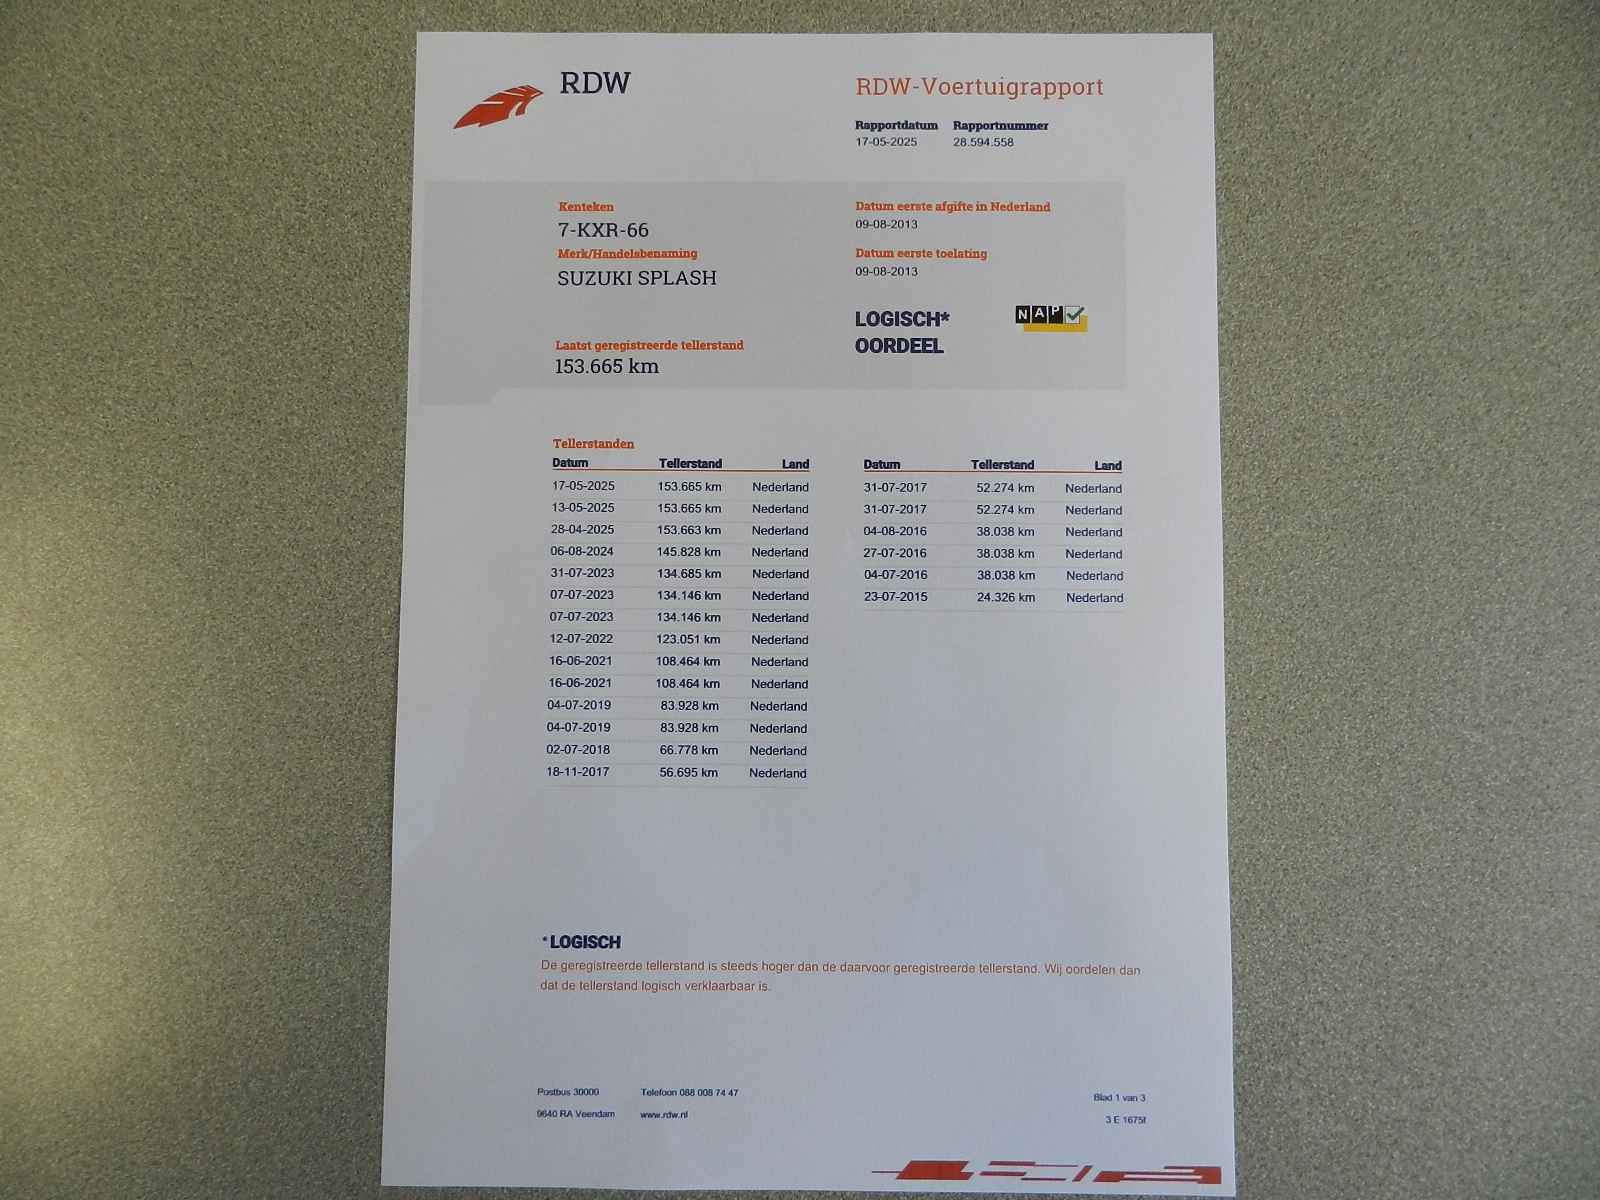 RDW
RDW-Voertuigrapport
Rapportdatum Rapportnummer
17-05-2025 28.594.558
Kenteken
7-KXR-66
Merk/Handelsbenaming
SUZUKI SPLASH
Laatst geregistreerde tellerstand
153.665 km
Datum eerste afgifte in Nederland
09-08-2013
Datum eerste toelating
09-08-2013
LOGISCH*
OORDEEL
NAP
Tellerstanden
Datum Tellerstand Land
17-05-2025 153.665 km Nederland
13-05-2025 153.665 km Nederland
28-04-2025 153.663 km Nederland
06-08-2024 145.828 km Nederland
31-07-2023 134.685 km Nederland
07-07-2023 134.146 km Nederland
07-07-2023 134.146 km Nederland
12-07-2022 123.051 km Nederland
16-06-2021 108.464 km Nederland
16-06-2021 108.464 km Nederland
04-07-2019 83.928 km Nederland
04-07-2019 83.928 km Nederland
02-07-2018 66.778 km Nederland
18-11-2017 56.695 km Nederland
Datum Tellerstand Land
31-07-2017 52.274 km Nederland
31-07-2017 52.274 km Nederland
04-08-2016 38.038 km Nederland
27-07-2016 38.038 km Nederland
04-07-2016 38.038 km Nederland
23-07-2015 24.326 km Nederland
*LOGISCH
De geregistreerde tellerstand is steeds hoger dan de daarvoor geregistreerde tellerstand. Wij oordelen dan
dat de tellerstand logisch verklaarbaar is.
Postbus 30000 Telefoon 088 008 74 47
9640 RA Veendam www.rdw.nl
Blad 1 van 3
3 E 1675f